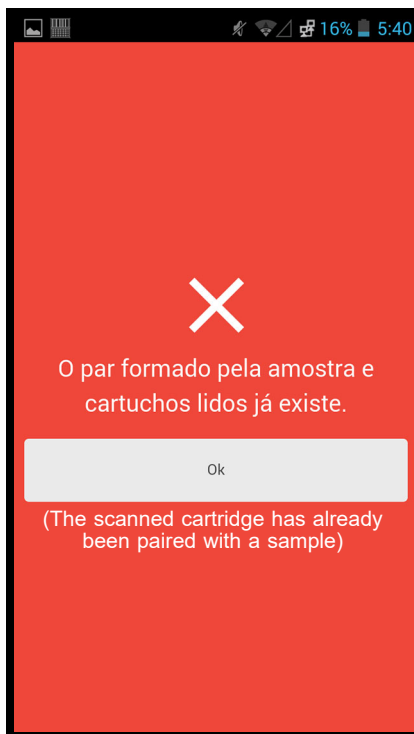 16% 5:40
O par formado pela amostra e
cartuchos lidos já existe.
Ok
(The scanned cartridge has already
been paired with a sample)